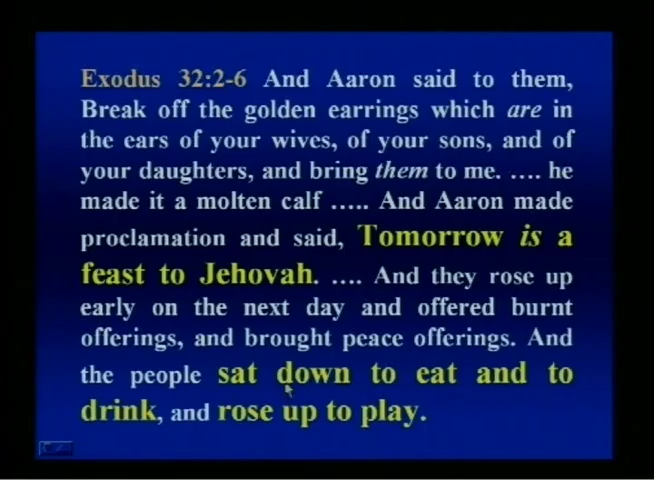 Exodus 32:2-6 And Aaron said to them,
Break off the golden earrings which are in
the ears of your wives, of your sons, and of
your daughters, and bring them to me. .... he
made it a molten calf ..... And Aaron made
proclamation and said, Tomorrow is a
feast to Jehovah. .... And they rose up
early on the next day and offered burnt
offerings, and brought peace offerings. And
the people sat down to eat and to
drink, and rose up to play.